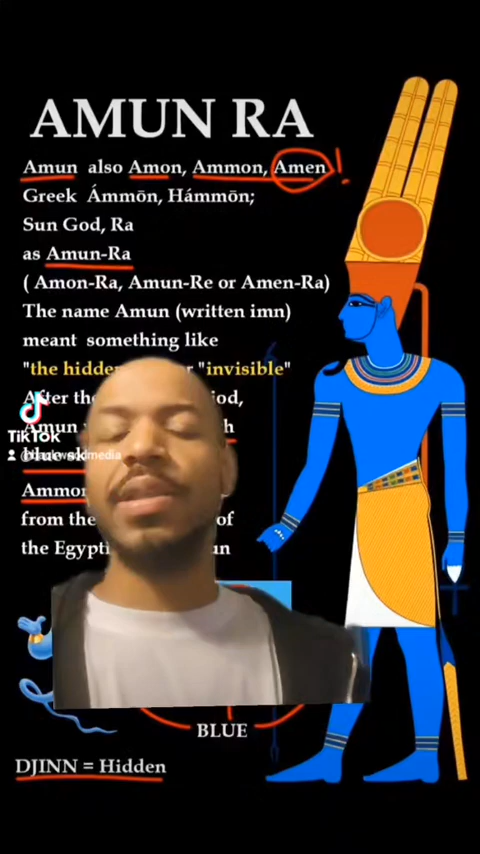 AMUN RA
Amun also Amon, Ammon, Amen!
Greek Ámmōn, Hámmōn;
Sun God, Ra
as Amun-Ra
( Amon-Ra, Amun-Re or Amen-Ra)
The name Amun (written imn)
meant something like
"the hidden "invisible"
After the
Amun
TikTok
blue
Ammon
from the of
the Egypti
BLUE
DJINN = Hidden